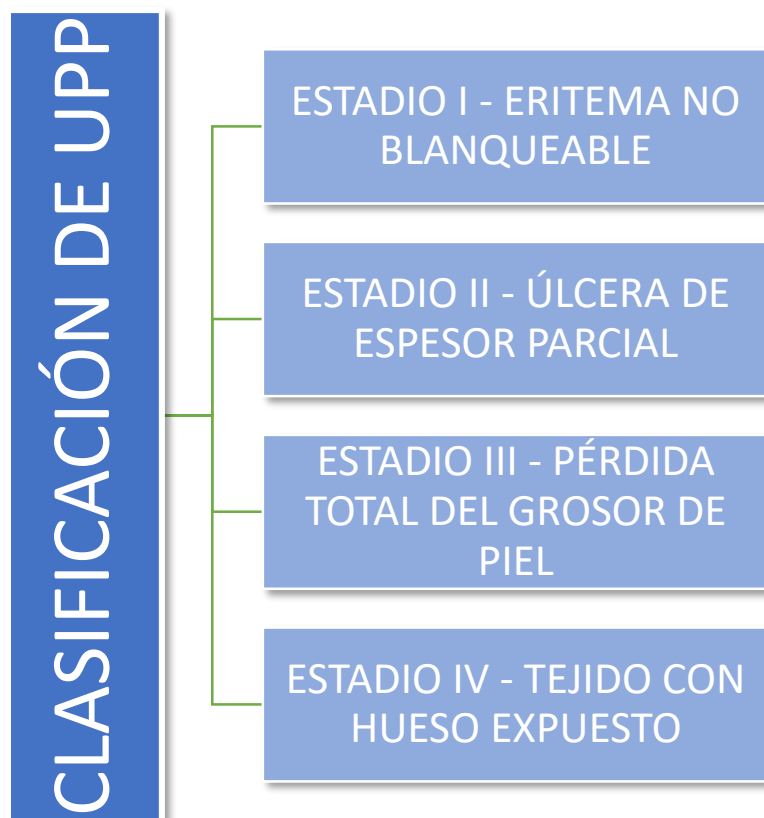 CLASIFICACIÓN DE UPP
ESTADIO I - ERITEMA NO
BLANQUEABLE
ESTADIO II - ÚLCERA DE
ESPESOR PARCIAL
ESTADIO III - PÉRDIDA
TOTAL DEL GROSOR DE
PIEL
ESTADIO IV - TEJIDO CON
HUESO EXPUESTO